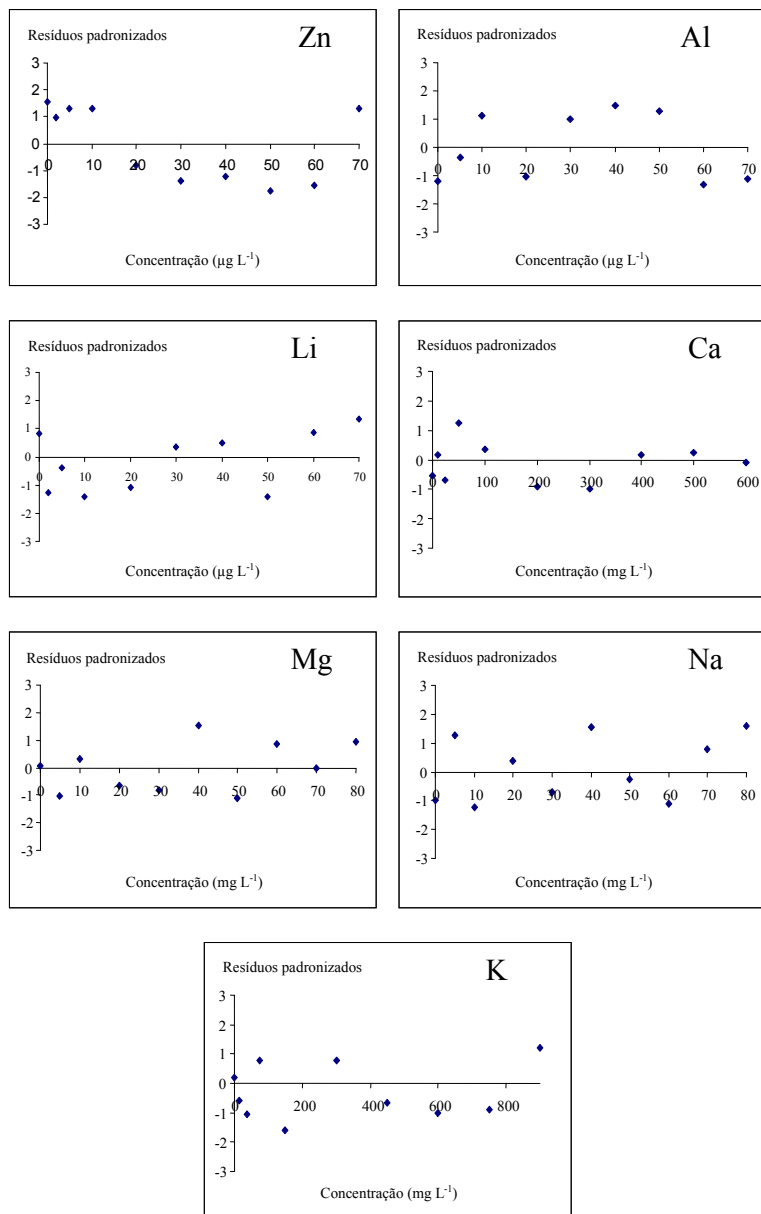 Resíduos padronizados
Zn
3
2
1
0
-1
-2
-3
0 10 20 30 40 50 60 70
Concentração (µg L-1)
Resíduos padronizados
Al
3
2
1
0
-1
-2
-3
0 10 20 30 40 50 60 70
Concentração (µg L-1)
Resíduos padronizados
Li
3
2
1
0
-1
-2
-3
0 10 20 30 40 50 60 70
Concentração (µg L-1)
Resíduos padronizados
Ca
3
2
1
0
-1
-2
-3
0 100 200 300 400 500 600
Concentração (mg L-1)
Resíduos padronizados
Mg
3
2
1
0
-1
-2
-3
0 10 20 30 40 50 60 70 80
Concentração (mg L-1)
Resíduos padronizados
Na
3
2
1
0
-1
-2
-3
0 10 20 30 40 50 60 70 80
Concentração (mg L-1)
Resíduos padronizados
K
3
2
1
0
-1
-2
-3
0 200 400 600 800
Concentração (mg L-1)